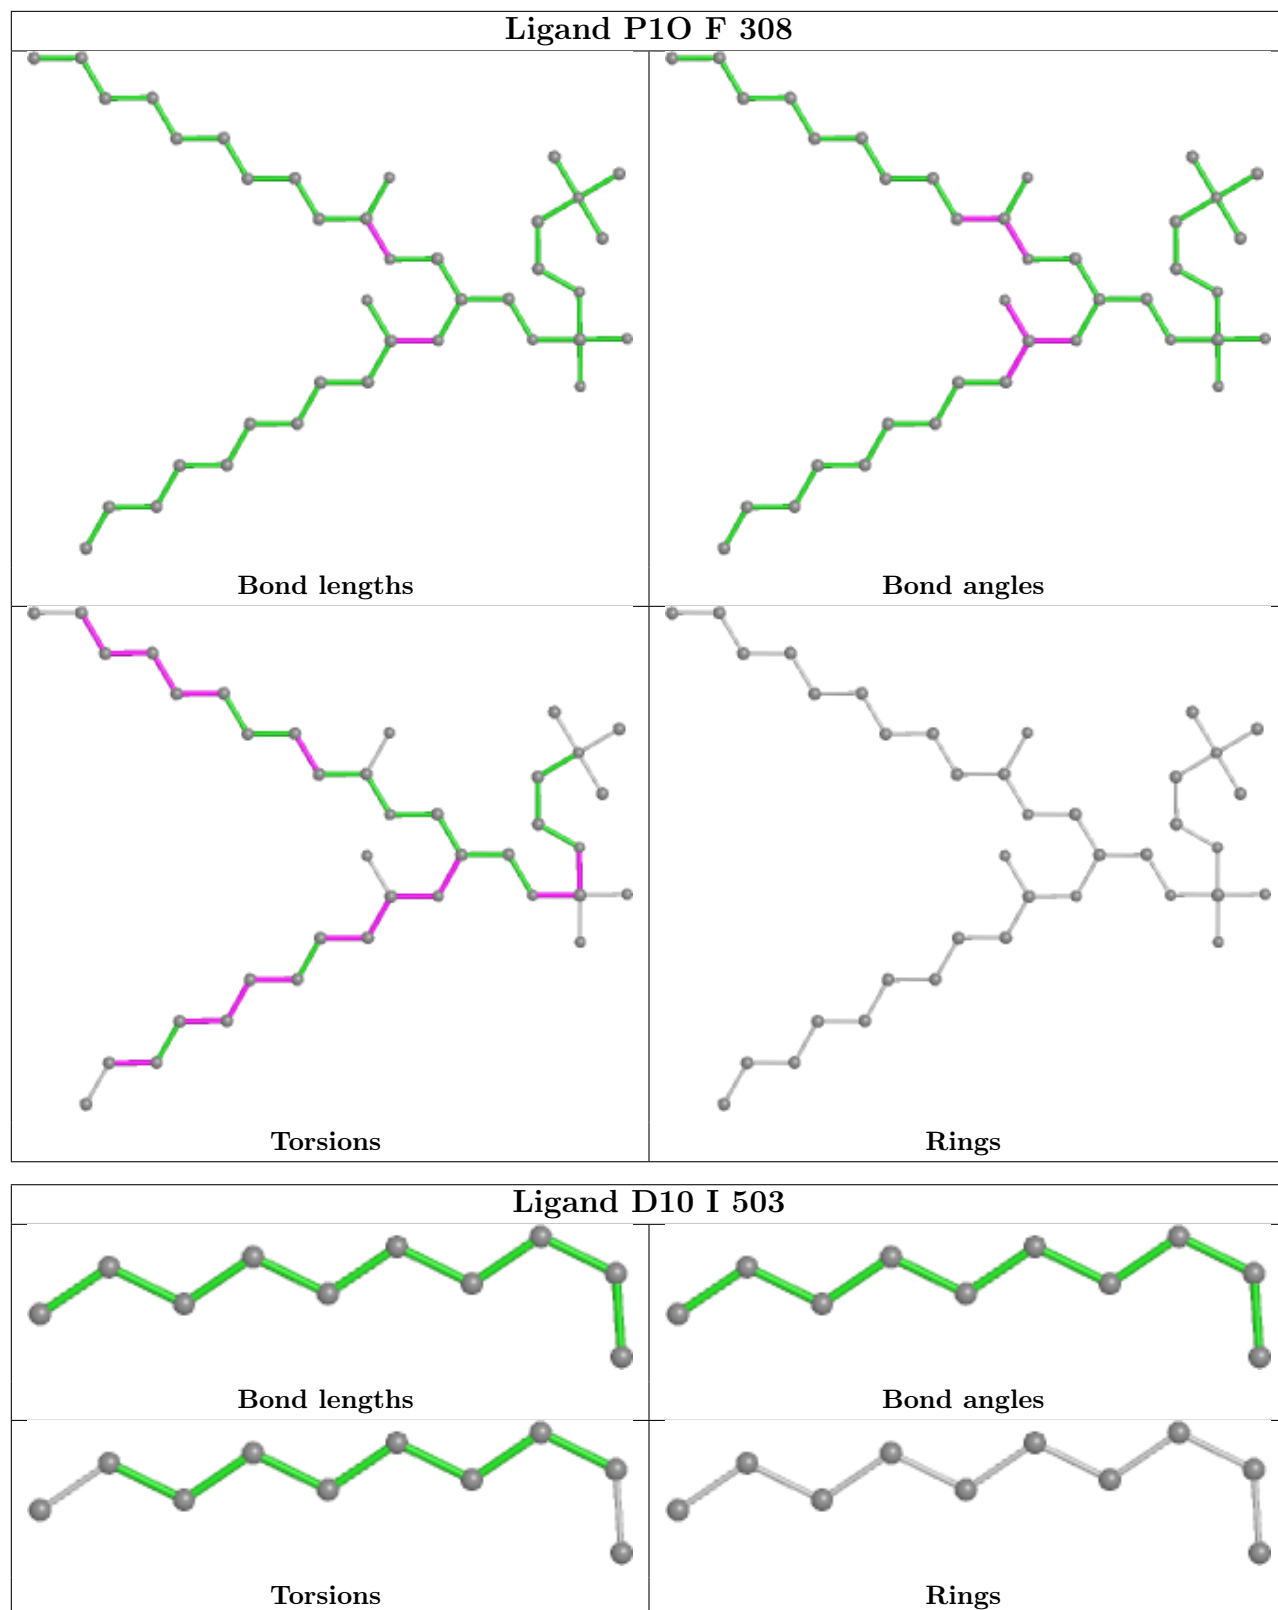 Ligand P1O F 308
Bond lengths
Bond angles
Torsions
Rings
Ligand D10 I 503
Bond lengths
Bond angles
Torsions
Rings